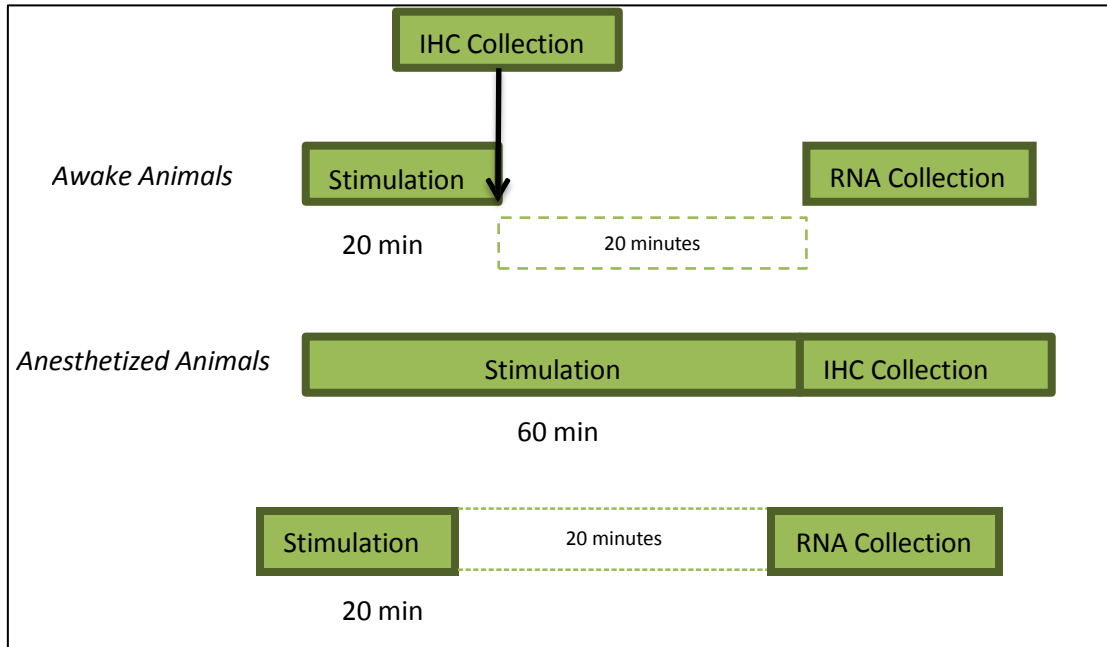 IHC Collection
Awake Animals
Stimulation
RNA Collection
20 min
20 minutes
Anesthetized Animals
Stimulation
IHC Collection
60 min
Stimulation
20 minutes
RNA Collection
20 min